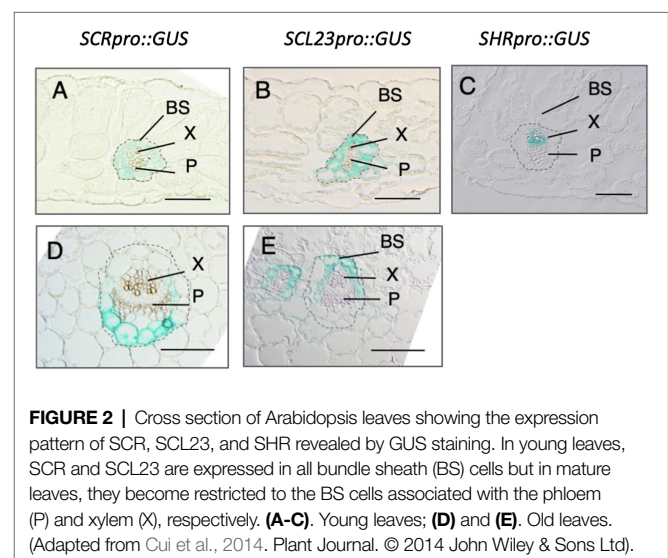 SCRpro::GUS SCL23pro::GUS SHRpro::GUS
A
BS
X
P
B
BS
X
P
C
BS
X
P
D
X
P
E
BS
X
P
FIGURE 2 | Cross section of Arabidopsis leaves showing the expression
pattern of SCR, SCL23, and SHR revealed by GUS staining. In young leaves,
SCR and SCL23 are expressed in all bundle sheath (BS) cells but in mature
leaves, they become restricted to the BS cells associated with the phloem
(P) and xylem (X), respectively. (A-C). Young leaves; (D) and (E). Old leaves.
(Adapted from Cui et al., 2014. Plant Journal. © 2014 John Wiley & Sons Ltd).